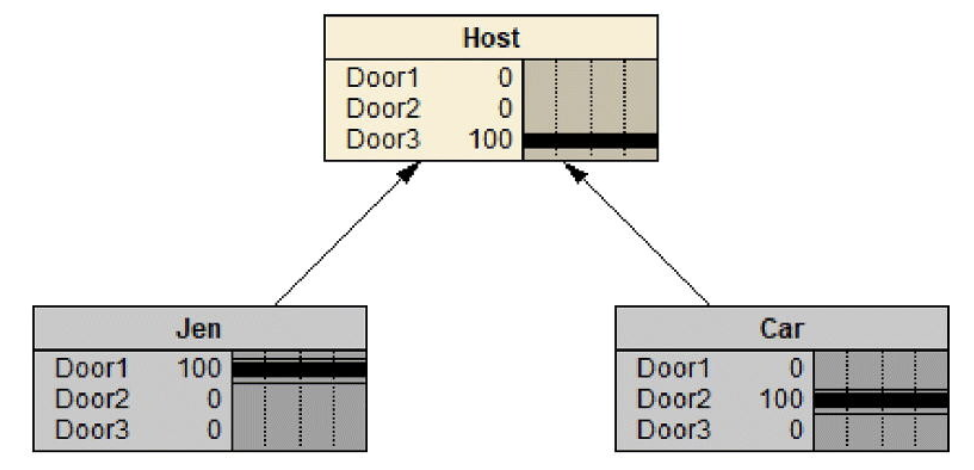 Host
Door1 0
Door2 0
Door3 100
Jen
Door1 100
Door2 0
Door3 0
Car
Door1 0
Door2 100
Door3 0